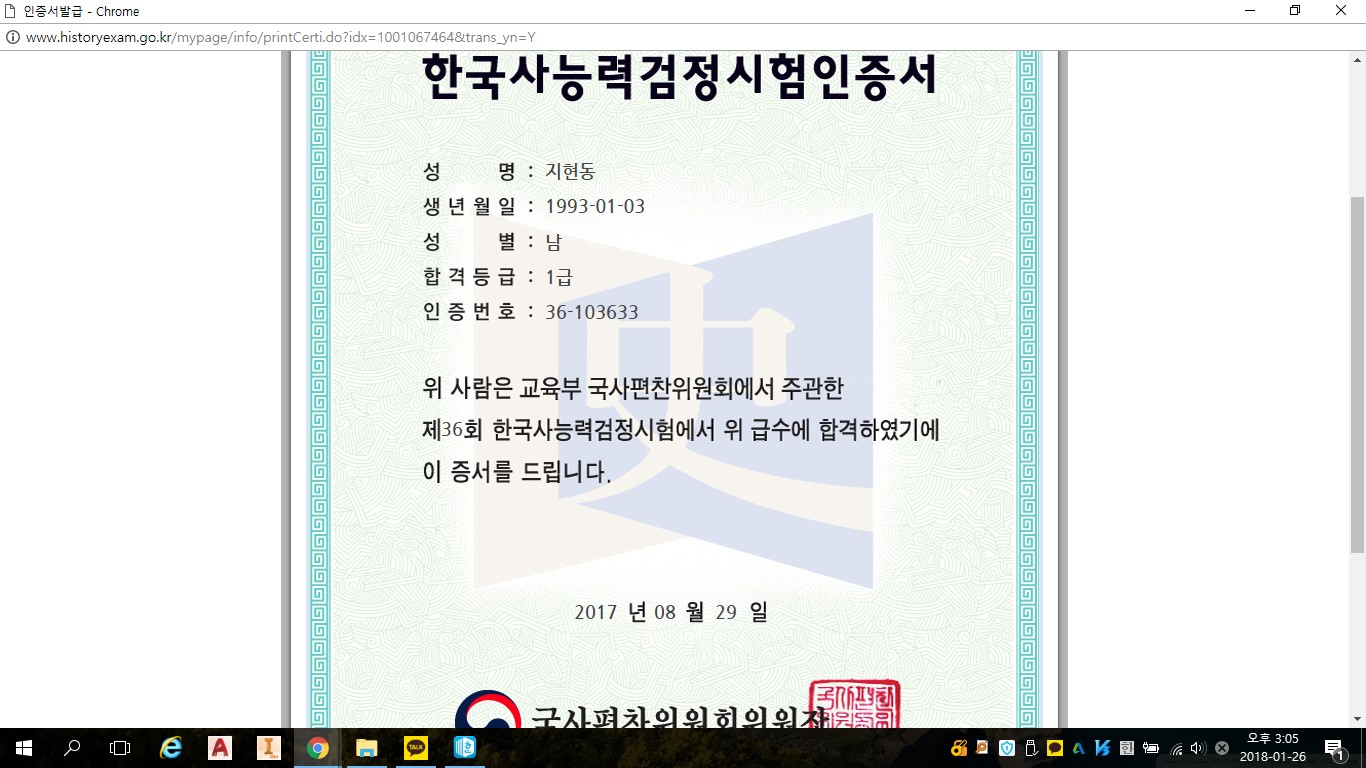 인증서발급 - Chrome
www.historyexam.go.kr/mypage/info/printCerti.do?idx=1001067464&trans_yn=Y
한국사능력검정시험인증서
성 명 : 지현동
생 년 월 일 : 1993-01-03
성 별 : 남
합 격 등 급 : 1급
인 증 번 호 : 36-103633
위 사람은 교육부 국사편찬위원회에서 주관한
제36회 한국사능력검정시험에서 위 급수에 합격하였기에
이 증서를 드립니다.
史
2017 년 08 월 29 일
국사편찬위원회위원장
TALK
한
오후 3:05
2018-01-26
1